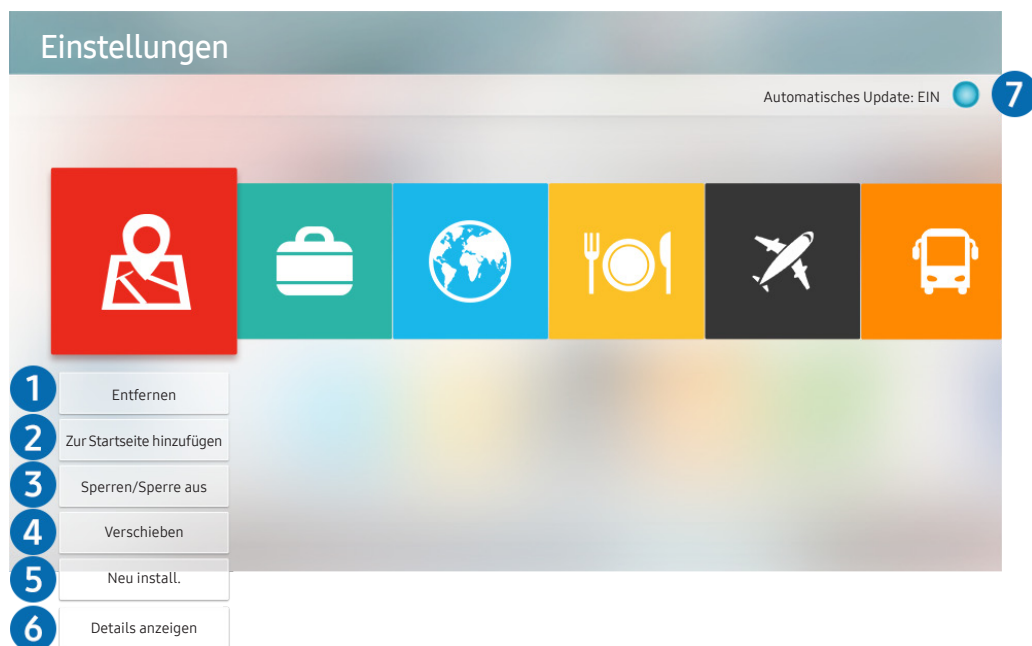 Einstellungen
Automatisches Update: EIN
7
1
Entfernen
2
Zur Startseite hinzufügen
3
Sperren/Sperre aus
4
Verschieben
5
Neu install.
6
Details anzeigen